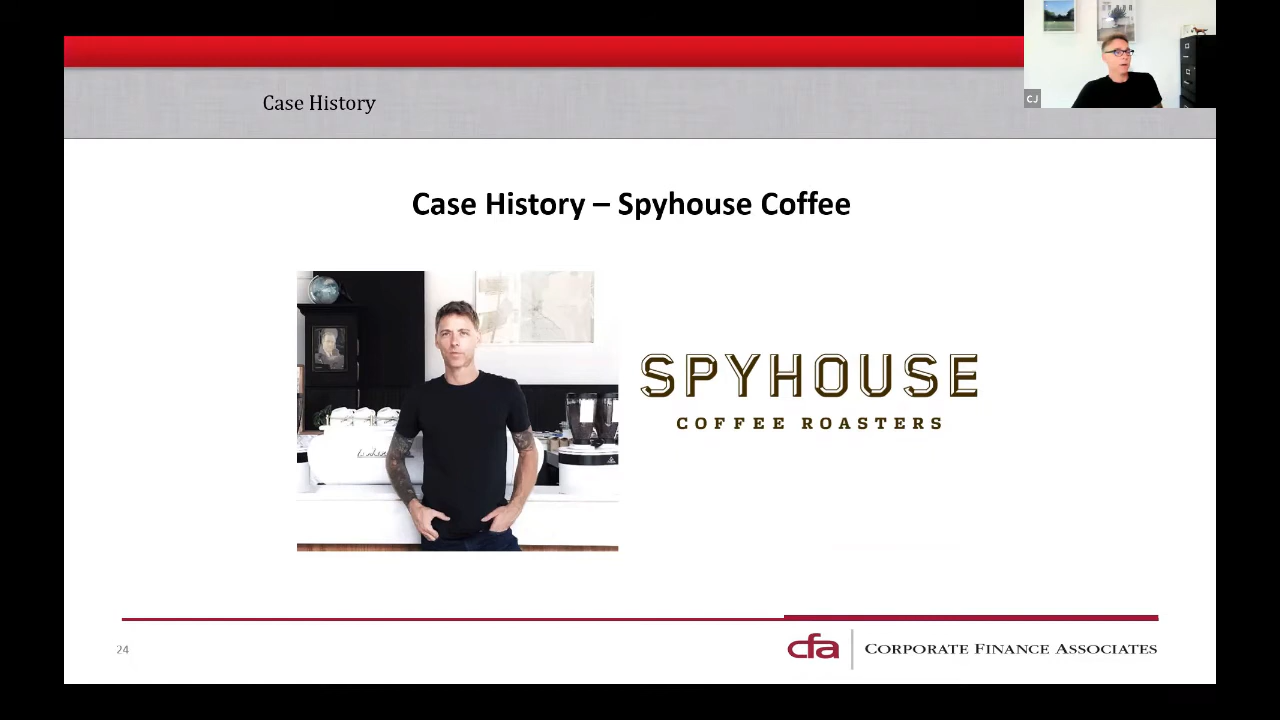 Case History
CJ
Case History – Spyhouse Coffee
SPYHOUSE
COFFEE ROASTERS
24
cfa
CORPORATE FINANCE ASSOCIATES